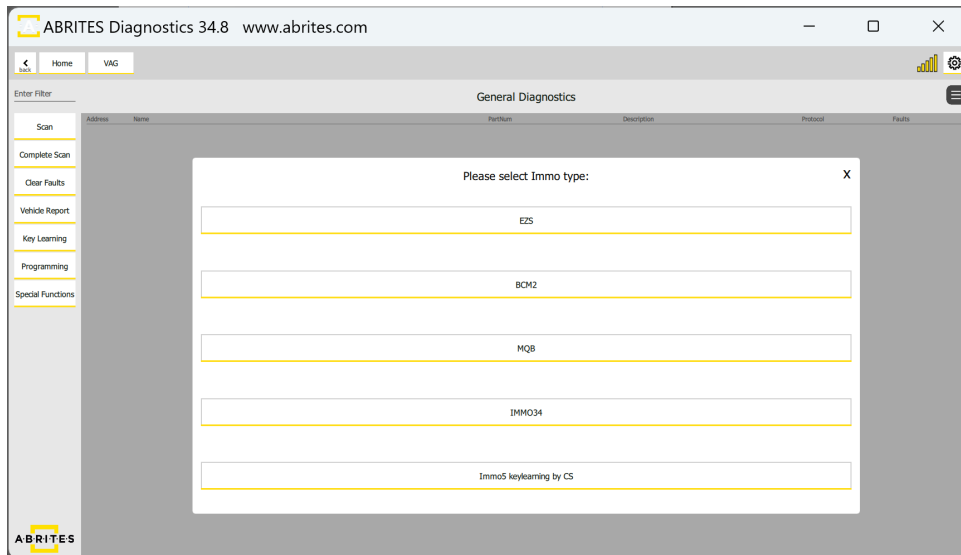 ABRITES Diagnostics 34.8 www.abrites.com
back Home VAG
Enter Filter
General Diagnostics
Address Name PartNum Description Protocol Faults
Scan
Complete Scan
Clear Faults
Vehicle Report
Key Learning
Programming
Special Functions
Please select Immo type: X
EZS
BCM2
MQB
IMMO34
Immo5 keylearning by CS
ABRITES